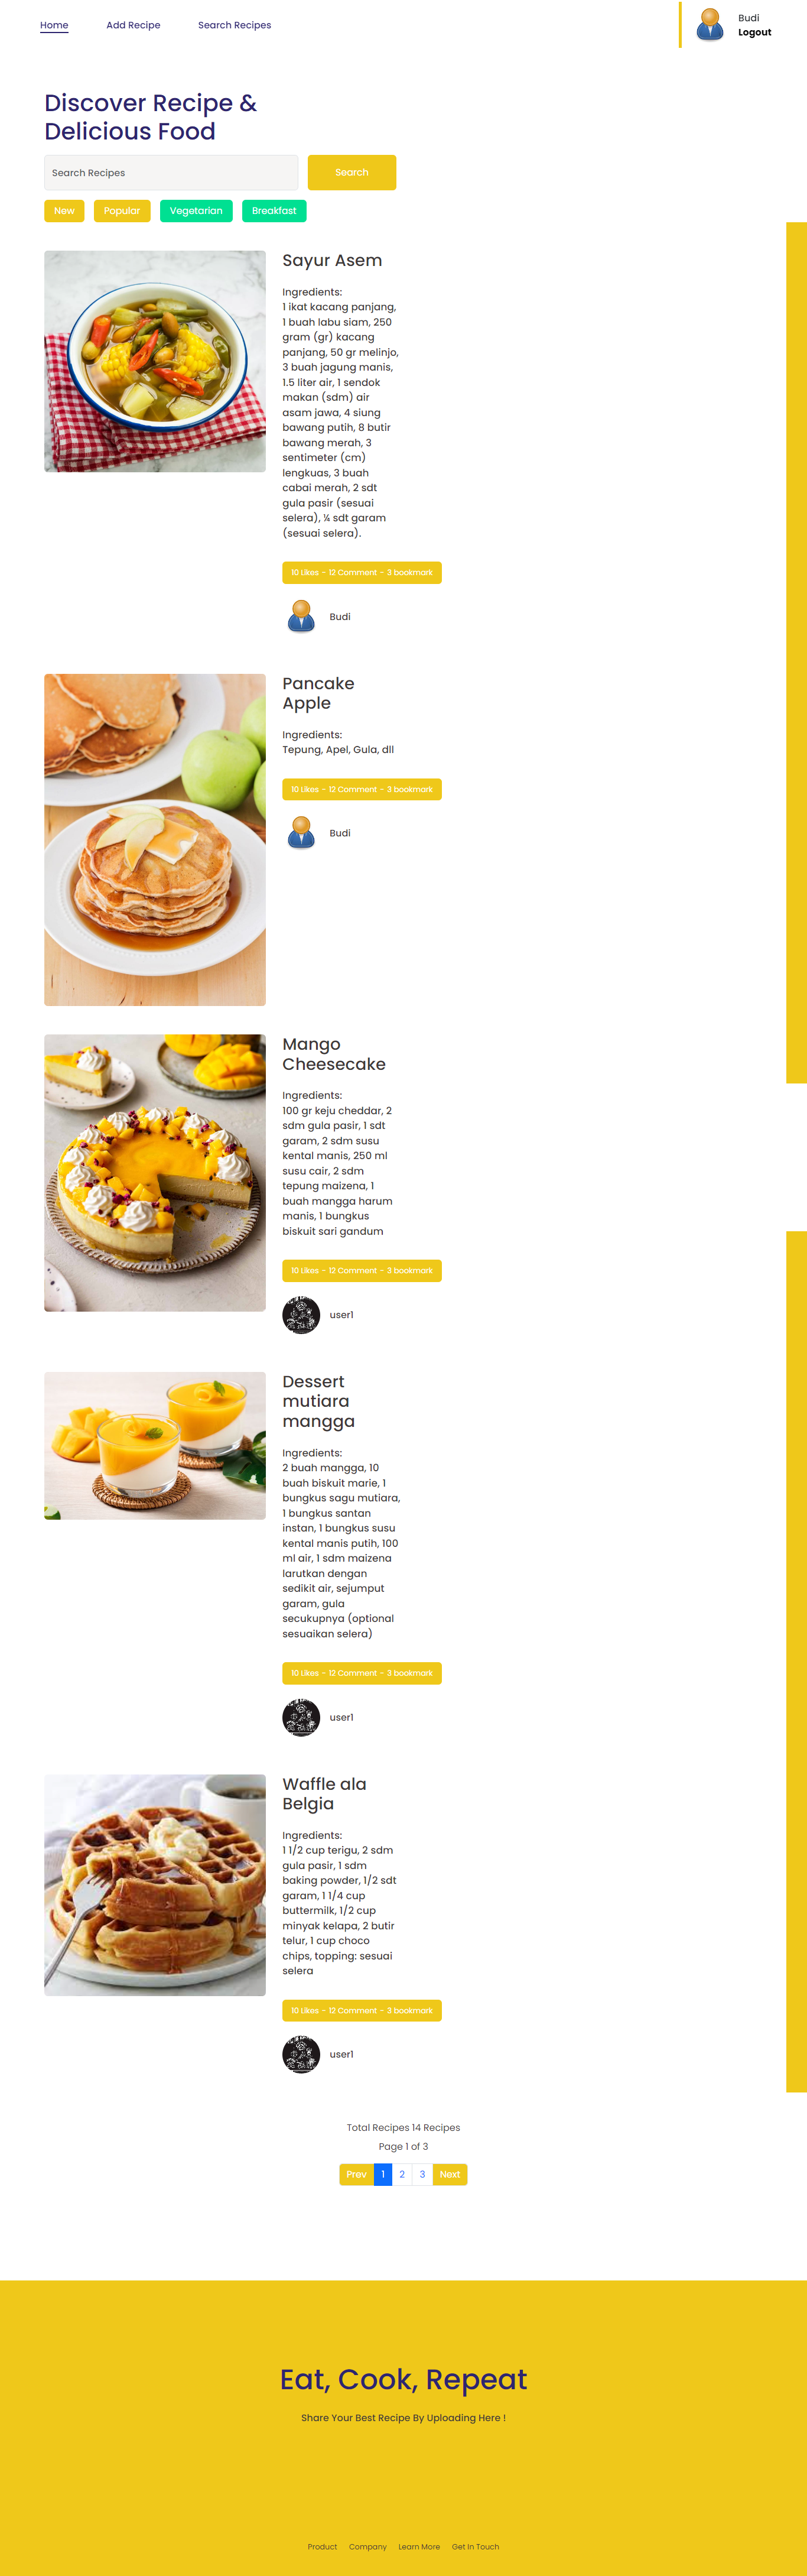 Home Add Recipe Search Recipes
Budi
Logout
Discover Recipe &
Delicious Food
Search Recipes Search
New Popular Vegetarian Breakfast
Sayur Asem
Ingredients:
1 ikat kacang panjang,
1 buah labu siam, 250
gram (gr) kacang
panjang, 50 gr melinjo,
3 buah jagung manis,
1.5 liter air, 1 sendok
makan (sdm) air
asam jawa, 4 siung
bawang putih, 8 butir
bawang merah, 3
sentimeter (cm)
lengkuas, 3 buah
cabai merah, 2 sdt
gula pasir (sesuai
selera), ¼ sdt garam
(sesuai selera).
10 Likes - 12 Comment - 3 bookmark
Budi
Pancake
Apple
Ingredients:
Tepung, Apel, Gula, dll
10 Likes - 12 Comment - 3 bookmark
Budi
Mango
Cheesecake
Ingredients:
100 gr keju cheddar, 2
sdm gula pasir, 1 sdt
garam, 2 sdm susu
kental manis, 250 ml
susu cair, 2 sdm
tepung maizena, 1
buah mangga harum
manis, 1 bungkus
biskuit sari gandum
10 Likes - 12 Comment - 3 bookmark
user1
Dessert
mutiara
mangga
Ingredients:
2 buah mangga, 10
buah biskuit marie, 1
bungkus sagu mutiara,
1 bungkus santan
instan, 1 bungkus susu
kental manis putih, 100
ml air, 1 sdm maizena
larutkan dengan
sedikit air, sejumput
garam, gula
secukupnya (optional
sesuaikan selera)
10 Likes - 12 Comment - 3 bookmark
user1
Waffle ala
Belgia
Ingredients:
1 1/2 cup terigu, 2 sdm
gula pasir, 1 sdm
baking powder, 1/2 sdt
garam, 1 1/4 cup
buttermilk, 1/2 cup
minyak kelapa, 2 butir
telur, 1 cup choco
chips, topping: sesuai
selera
10 Likes - 12 Comment - 3 bookmark
user1
Total Recipes 14 Recipes
Page 1 of 3
Prev 1 2 3 Next
Eat, Cook, Repeat
Share Your Best Recipe By Uploading Here !
Product Company Learn More Get In Touch